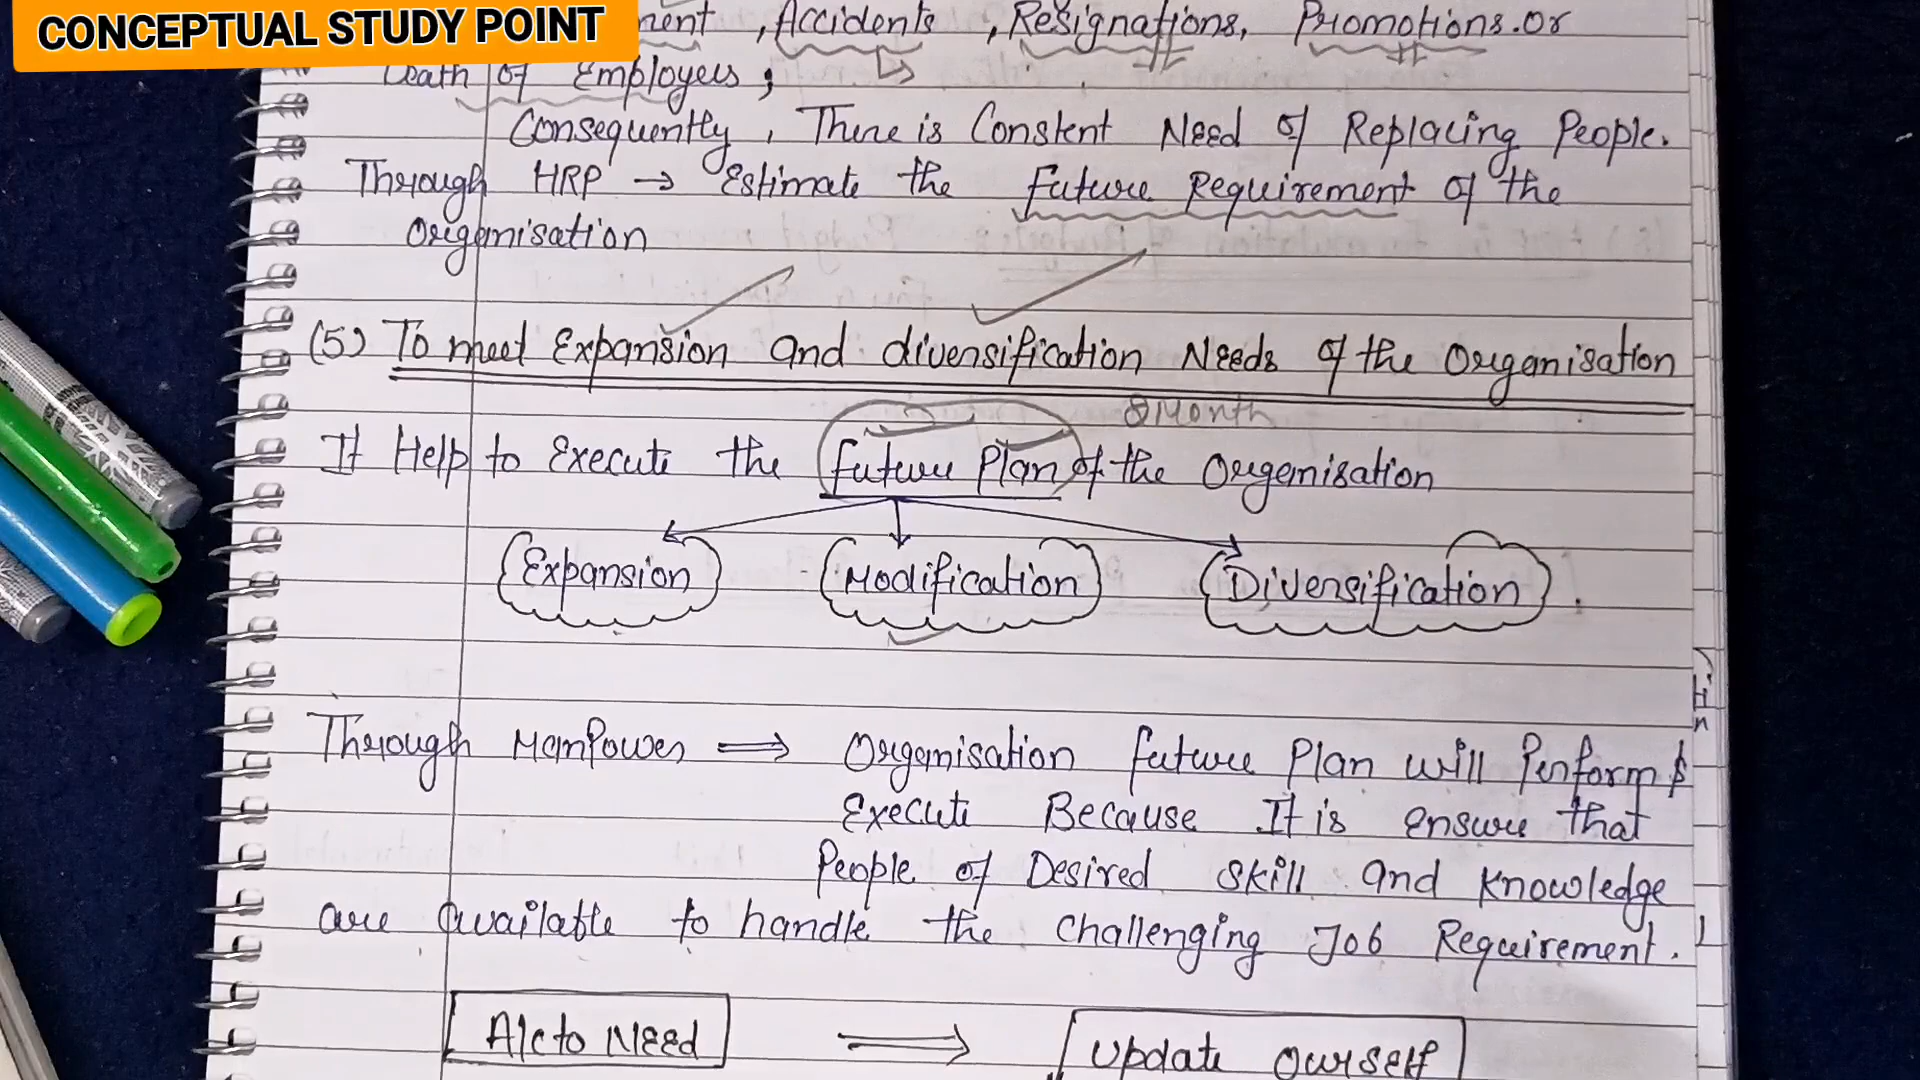 CONCEPTUAL STUDY POINT
ment, Accidents, Resignations, Promotions or
Death of Employees;
Consequently, There is Constent Need of Replacing People.
Through HRP → Estimate the future Requirement of the
Organisation
(5) To meet Expansion and diversification Needs of the Organisation
8 Month
It Help to Execute the future Plan of the Organisation
Expansion Modification Diversification.
Through ManPower ⇒ Organisation future Plan will Perform &
Execute Because It is ensure that
People of Desired skill and knowledge
are available to handle the challenging Job Requirement.
A/c to Need ⇒ Update Ourself